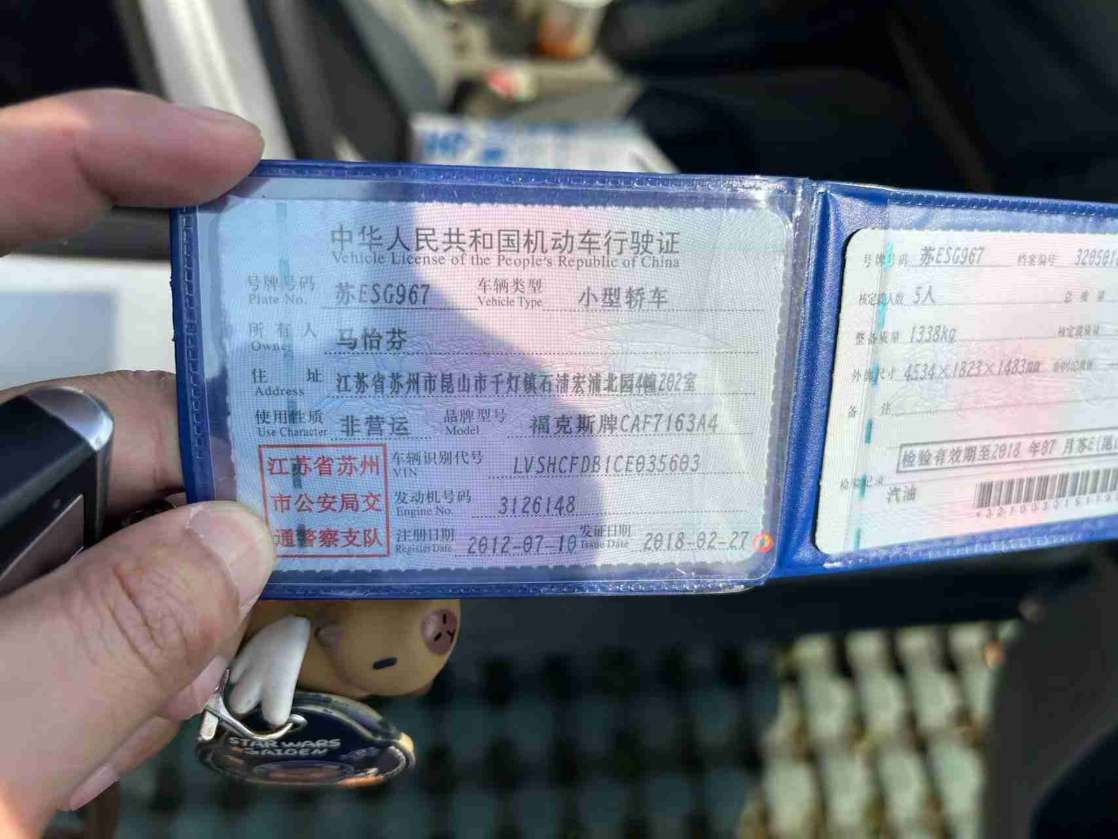 中华人民共和国机动车行驶证
Vehicle License of the People's Republic of China
号牌号码 苏ESG967 车辆类型 小型轿车
Plate No. Vehicle Type
所有人 马怡芬
Owner
住址 江苏省苏州市昆山市千灯镇石浦宏浦北园4幢202室
Address
使用性质 非营运 品牌型号 福克斯牌CAF7163A4
Use Character Model
江苏省苏州
市公安局交
通警察支队
车辆识别代号 LVSHCFDB1CE035603
VIN
发动机号码 3126148
Engine No.
注册日期 2012-07-10 发证日期 2018-02-27
Register Date Issue Date
号牌号码 苏ESG967 档案编号
核定载人数 5人 总质量
整备质量 1338kg 核定载质量
外廓尺寸 4534×1823×1483mm
备注
检验有效期至2018年07月
检验记录
汽油
STAR WARS